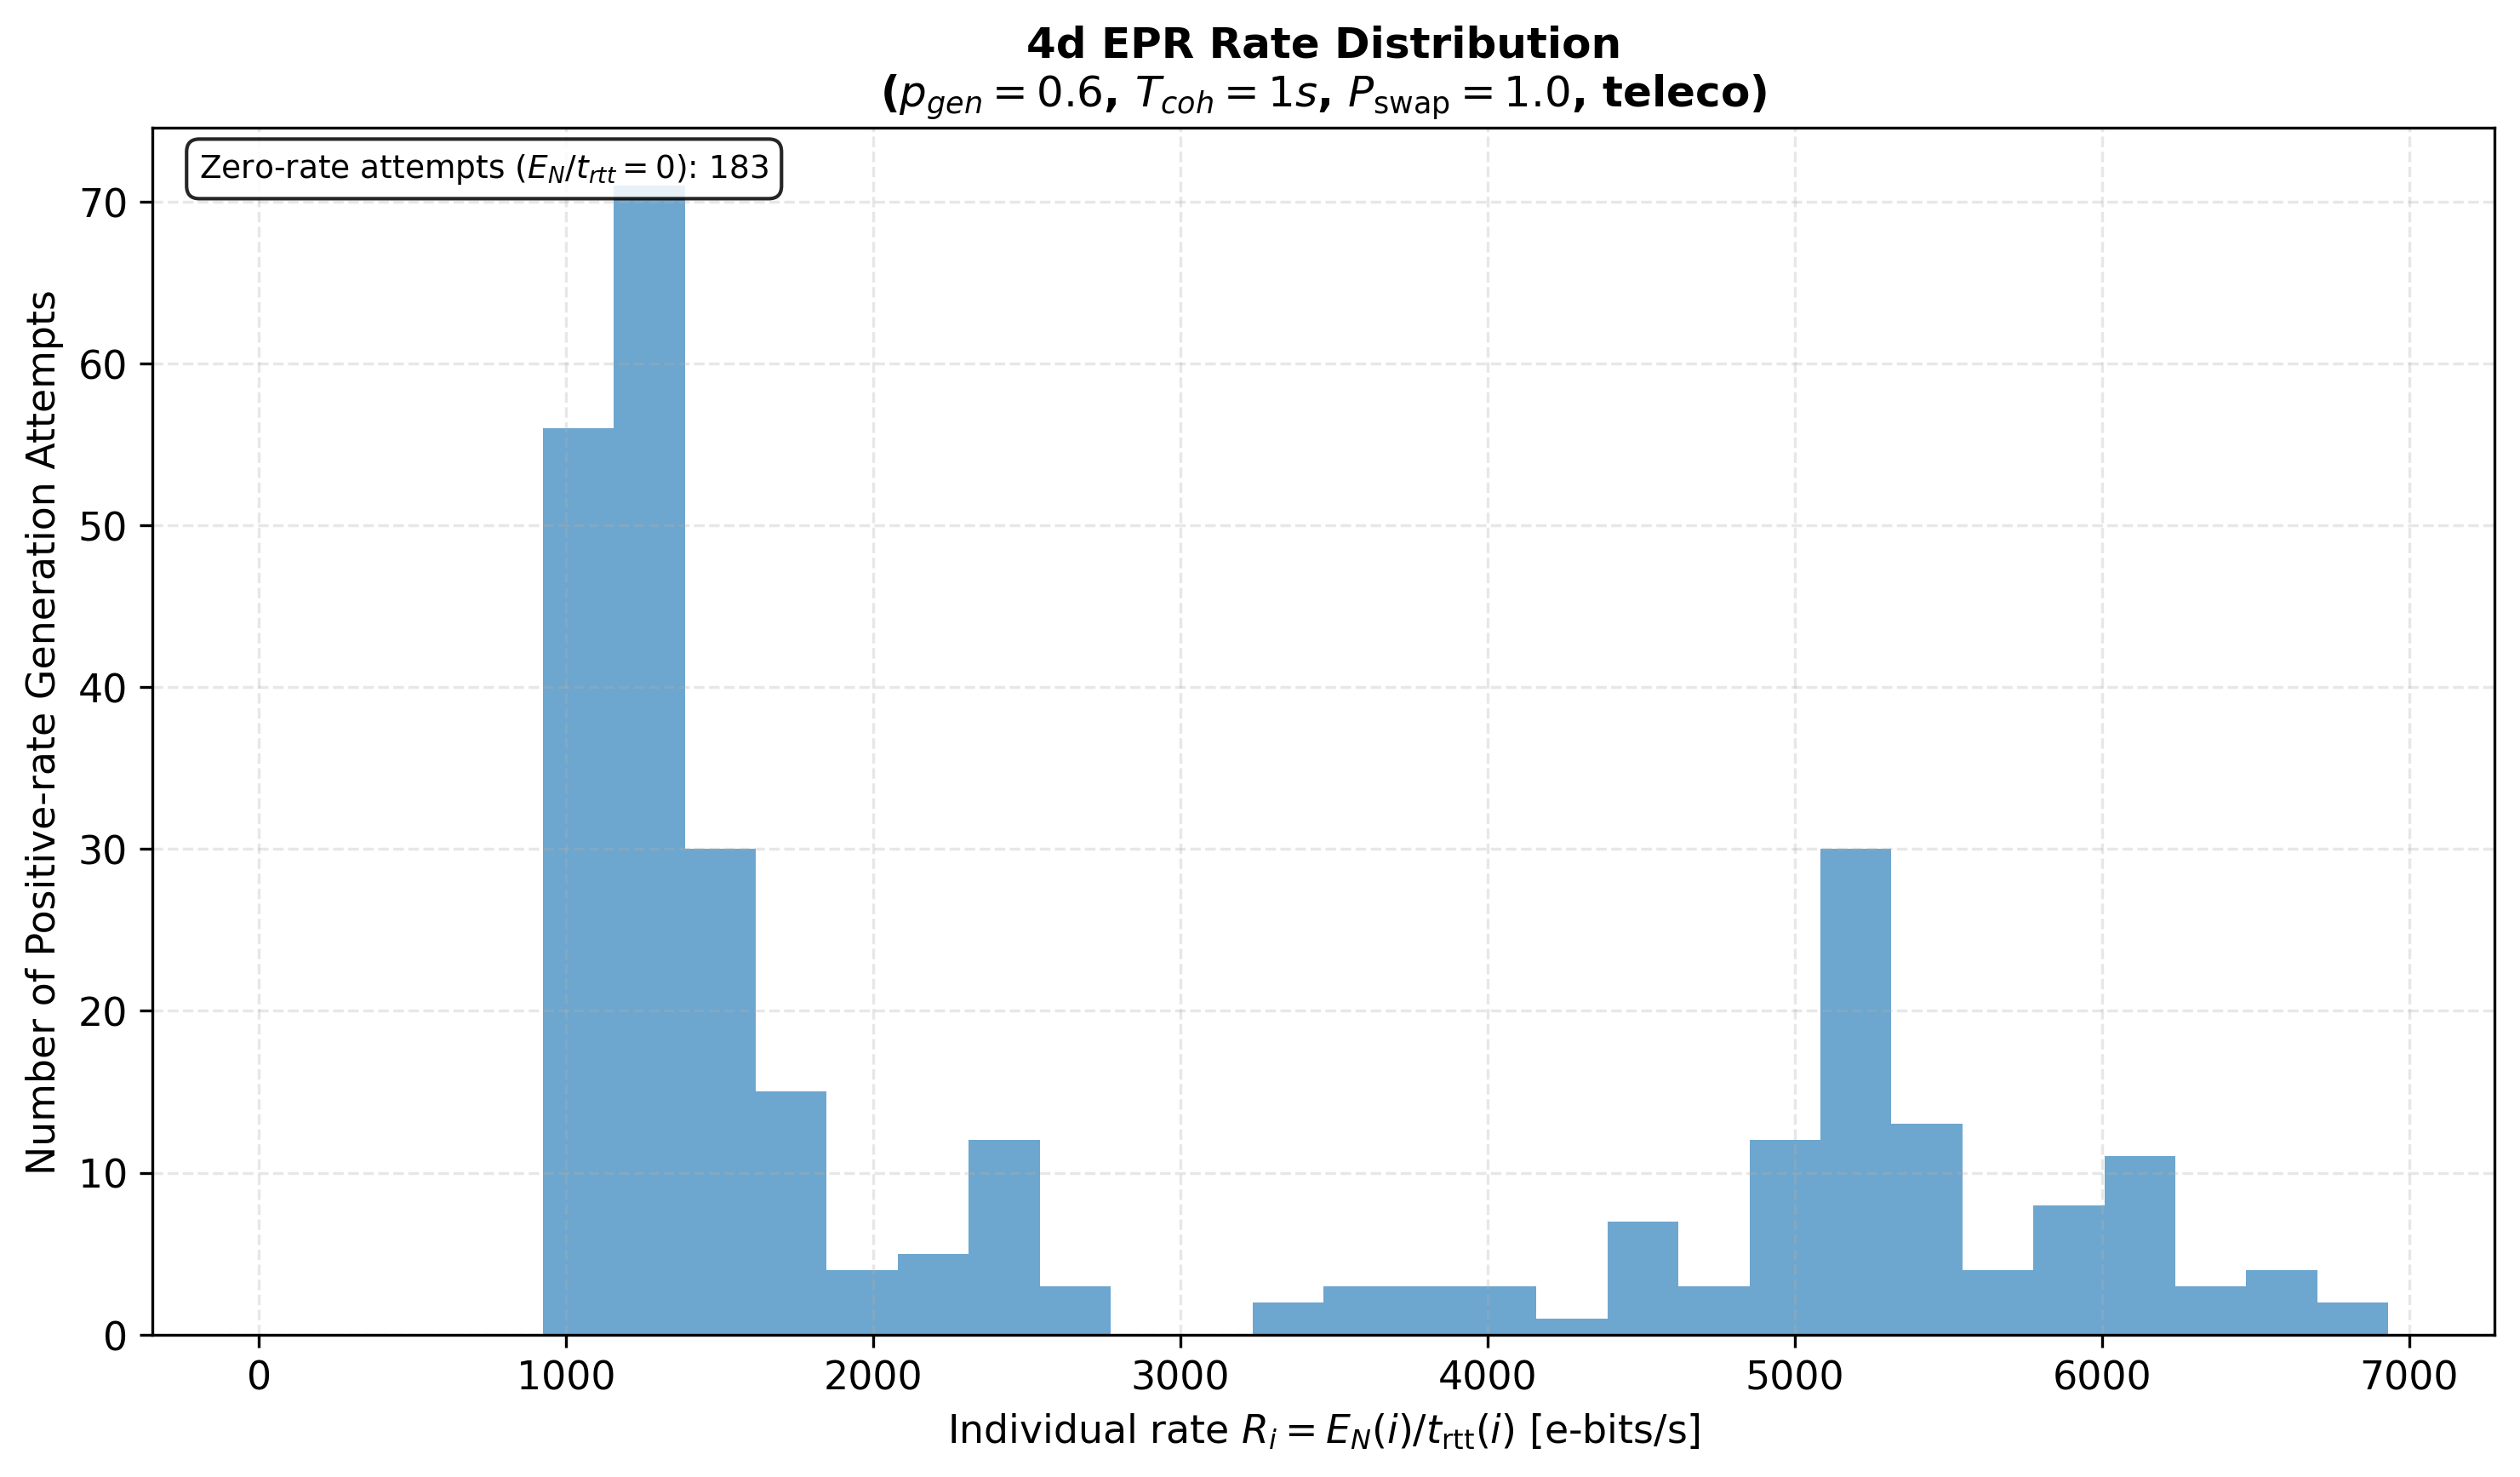 4d EPR Rate Distribution
(p_gen = 0.6, T_coh = 1s, P_swap = 1.0, teleco)
Zero-rate attempts (E_N/t_rtt = 0): 183
Number of Positive-rate Generation Attempts
70
60
50
40
30
20
10
0
0 1000 2000 3000 4000 5000 6000 7000
Individual rate R_i = E_N(i)/t_rtt(i) [e-bits/s]